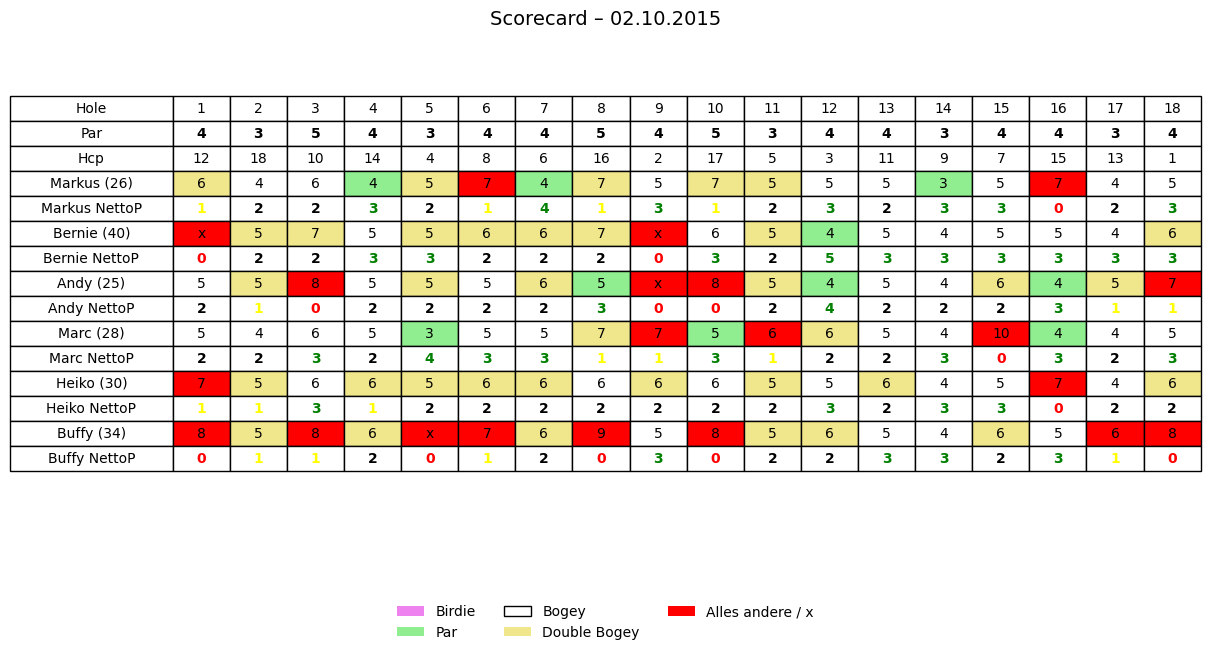 Scorecard – 02.10.2015
Hole 1 2 3 4 5 6 7 8 9 10 11 12 13 14 15 16 17 18
Par 4 3 5 4 3 4 4 5 4 5 3 4 4 3 4 4 3 4
Hcp 12 18 10 14 4 8 6 16 2 17 5 3 11 9 7 15 13 1
Markus (26) 6 4 6 4 5 7 4 7 5 7 5 5 5 3 5 7 4 5
Markus NettoP 1 2 2 3 2 1 4 1 3 1 2 3 2 3 3 0 2 3
Bernie (40) x 5 7 5 5 6 6 7 x 6 5 4 5 4 5 5 4 6
Bernie NettoP 0 2 2 3 3 2 2 2 0 3 2 5 3 3 3 3 3 3
Andy (25) 5 5 8 5 5 5 6 5 x 8 5 4 5 4 6 4 5 7
Andy NettoP 2 1 0 2 2 2 2 3 0 0 2 4 2 2 2 3 1 1
Marc (28) 5 4 6 5 3 5 5 7 7 5 6 6 5 4 10 4 4 5
Marc NettoP 2 2 3 2 4 3 3 1 1 3 1 2 2 3 0 3 2 3
Heiko (30) 7 5 6 6 5 6 6 6 6 6 5 5 6 4 5 7 4 6
Heiko NettoP 1 1 3 1 2 2 2 2 2 2 2 3 2 3 3 0 2 2
Buffy (34) 8 5 8 6 x 7 6 9 5 8 5 6 5 4 6 5 6 8
Buffy NettoP 0 1 1 2 0 1 2 0 3 0 2 2 3 3 2 3 1 0
Birdie Bogey Alles andere / x
Par Double Bogey